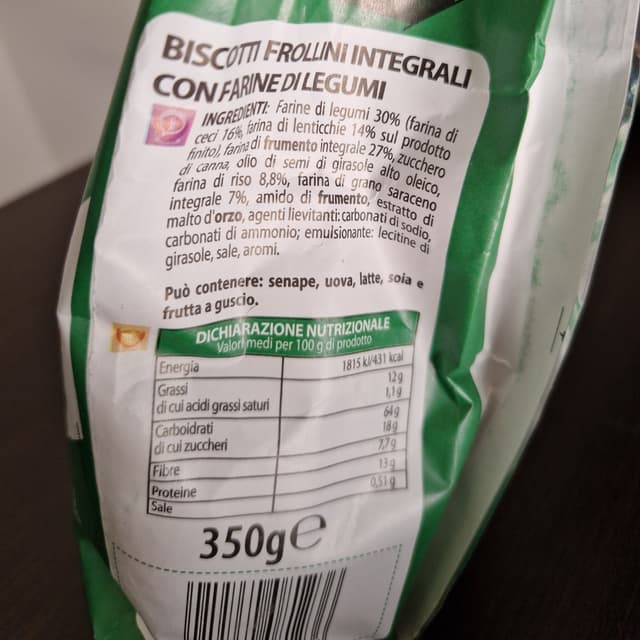 BISCOTTI FROLLINI INTEGRALI
CON FARINE DI LEGUMI
INGREDIENTI: Farine di legumi 30% (farina di
ceci 16%, farina di lenticchie 14% sul prodotto
finito), farina di frumento integrale 27%, zucchero
di canna, olio di semi di girasole alto oleico,
farina di riso 8,8%, farina di grano saraceno
integrale 7%, amido di frumento, estratto di
malto d'orzo, agenti lievitanti: carbonati di sodio,
carbonati di ammonio; emulsionante: lecitine di
girasole, sale, aromi.
Può contenere: senape, uova, latte, soia e
frutta a guscio.
DICHIARAZIONE NUTRIZIONALE
Valori medi per 100 g di prodotto
Energia 1815 kJ/431 kcal
Grassi 12 g
di cui acidi grassi saturi 1,1 g
Carboidrati 64 g
di cui zuccheri 18 g
Fibre 7,7 g
Proteine 13 g
Sale 0,51 g
350g e